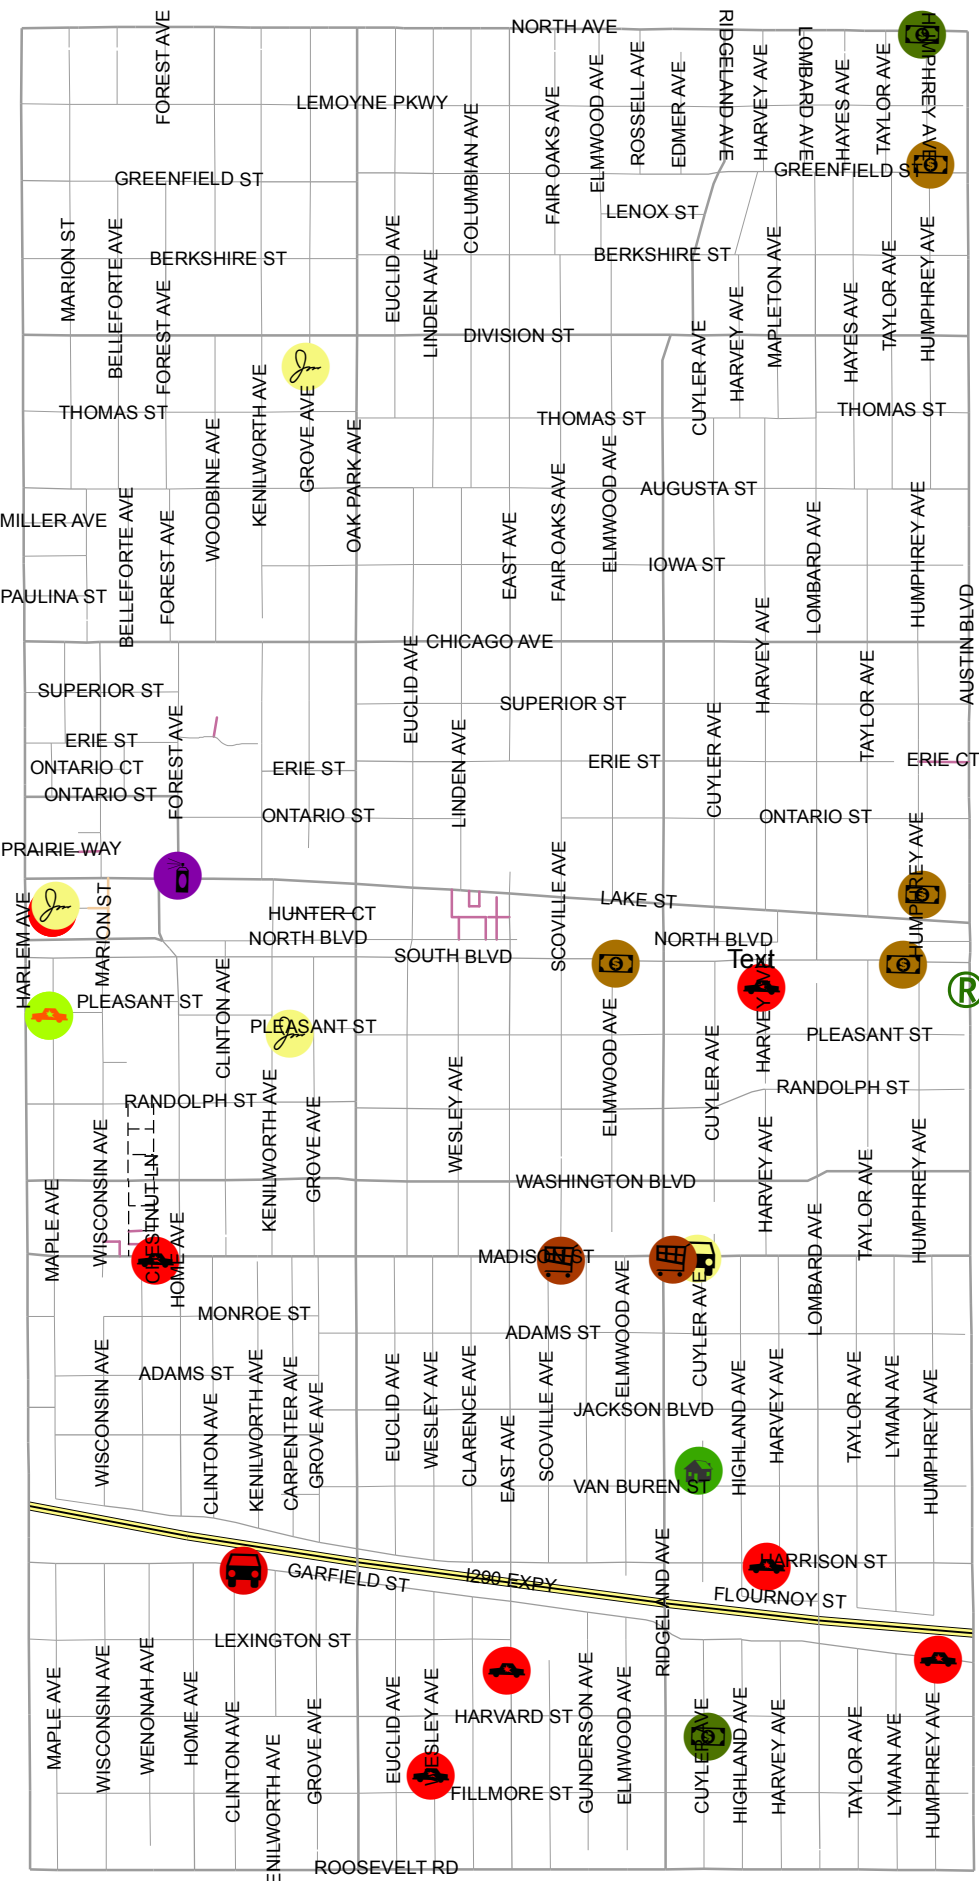 NORTH AVE
FOREST AVE
RIDGELAND AVE
HUMPHREY AVE
LOMBARD AVE
HARVEY AVE
TAYLOR AVE
HAYES AVE
ROSSELL AVE
ELMWOOD AVE
EDMER AVE
FAIR OAKS AVE
COLUMBIAN AVE
LEMOYNE PKWY
GREENFIELD ST
GREENFIELD ST
LENOX ST
MARION ST
BELLEFORTE AVE
EUCLID AVE
LINDEN AVE
BERKSHIRE ST
BERKSHIRE ST
MAPLETON AVE
HUMPHREY AVE
TAYLOR AVE
FOREST AVE
HAYES AVE
HARVEY AVE
CUYLER AVE
DIVISION ST
KENILWORTH AVE
GROVE AVE
THOMAS ST
THOMAS ST
THOMAS ST
WOODBINE AVE
OAK PARK AVE
ELMWOOD AVE
FAIR OAKS AVE
AUGUSTA ST
HUMPHREY AVE
BELLEFORTE AVE
LOMBARD AVE
MILLER AVE
FOREST AVE
EAST AVE
IOWA ST
PAULINA ST
AUSTIN BLVD
HARVEY AVE
CHICAGO AVE
EUCLID AVE
TAYLOR AVE
SUPERIOR ST
SUPERIOR ST
FOREST AVE
CUYLER AVE
LINDEN AVE
ERIE ST
ERIE ST
ERIE ST
ERIE CT
ONTARIO CT
ONTARIO ST
ONTARIO ST
ONTARIO ST
HUMPHREY AVE
PRAIRIE WAY
SCOVILLE AVE
HARLEM AVE
MARION ST
LAKE ST
HUNTER CT
NORTH BLVD
NORTH BLVD
SOUTH BLVD
Text
HARVEY AVE
CLINTON AVE
®
PLEASANT ST
PLEASANT ST
PLEASANT ST
ELMWOOD AVE
CUYLER AVE
WESLEY AVE
KENILWORTH AVE
GROVE AVE
RANDOLPH ST
RANDOLPH ST
WISCONSIN AVE
HARVEY AVE
HUMPHREY AVE
TAYLOR AVE
CHESTNUT LN
MAPLE AVE
WASHINGTON BLVD
HOME AVE
LOMBARD AVE
MADISON ST
ELMWOOD AVE
CUYLER AVE
MONROE ST
ADAMS ST
ADAMS ST
WISCONSIN AVE
KENILWORTH AVE
CARPENTER AVE
GROVE AVE
CLINTON AVE
EUCLID AVE
WESLEY AVE
CLARENCE AVE
SCOVILLE AVE
EAST AVE
HIGHLAND AVE
HARVEY AVE
TAYLOR AVE
LYMAN AVE
HUMPHREY AVE
JACKSON BLVD
VAN BUREN ST
RIDGELAND AVE
HARRISON ST
GARFIELD ST
I290 EXPY
FLOURNOY ST
LEXINGTON ST
MAPLE AVE
WISCONSIN AVE
WENONAH AVE
HOME AVE
CLINTON AVE
KENILWORTH AVE
GROVE AVE
EUCLID AVE
WESLEY AVE
HARVARD ST
GUNDERSON AVE
ELMWOOD AVE
CUYLER AVE
HIGHLAND AVE
HARVEY AVE
TAYLOR AVE
LYMAN AVE
HUMPHREY AVE
FILLMORE ST
ROOSEVELT RD